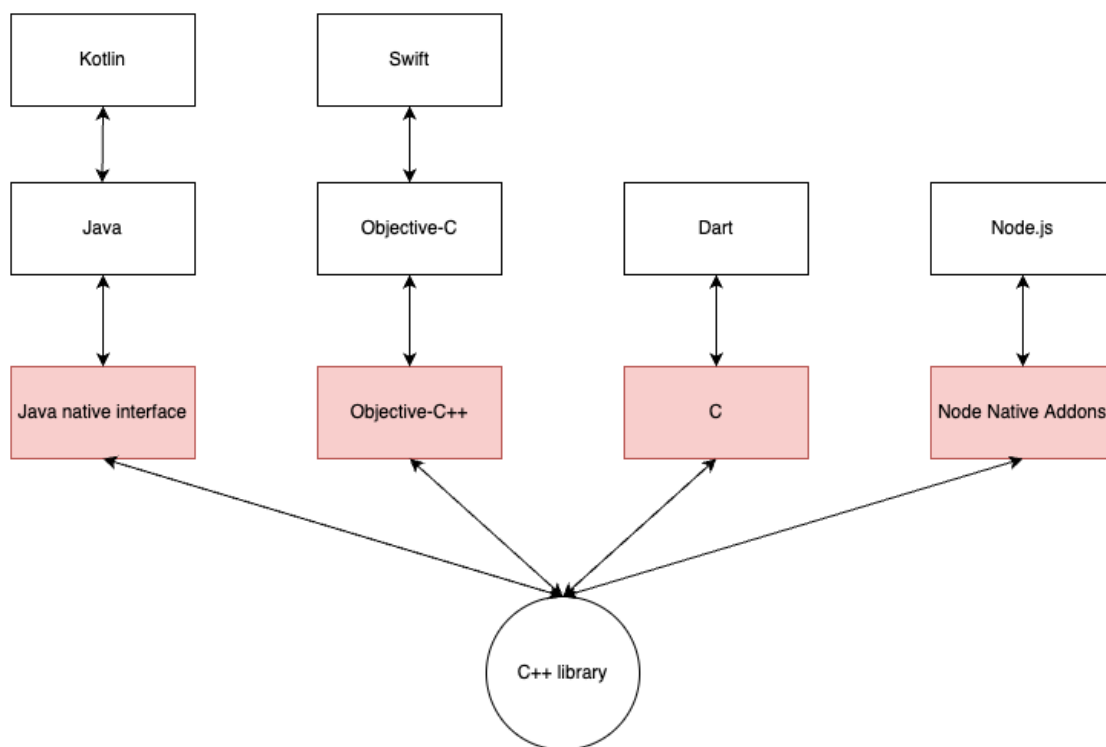 Kotlin
Swift
Java
Objective-C
Dart
Node.js
Java native interface
Objective-C++
C
Node Native Addons
C++ library